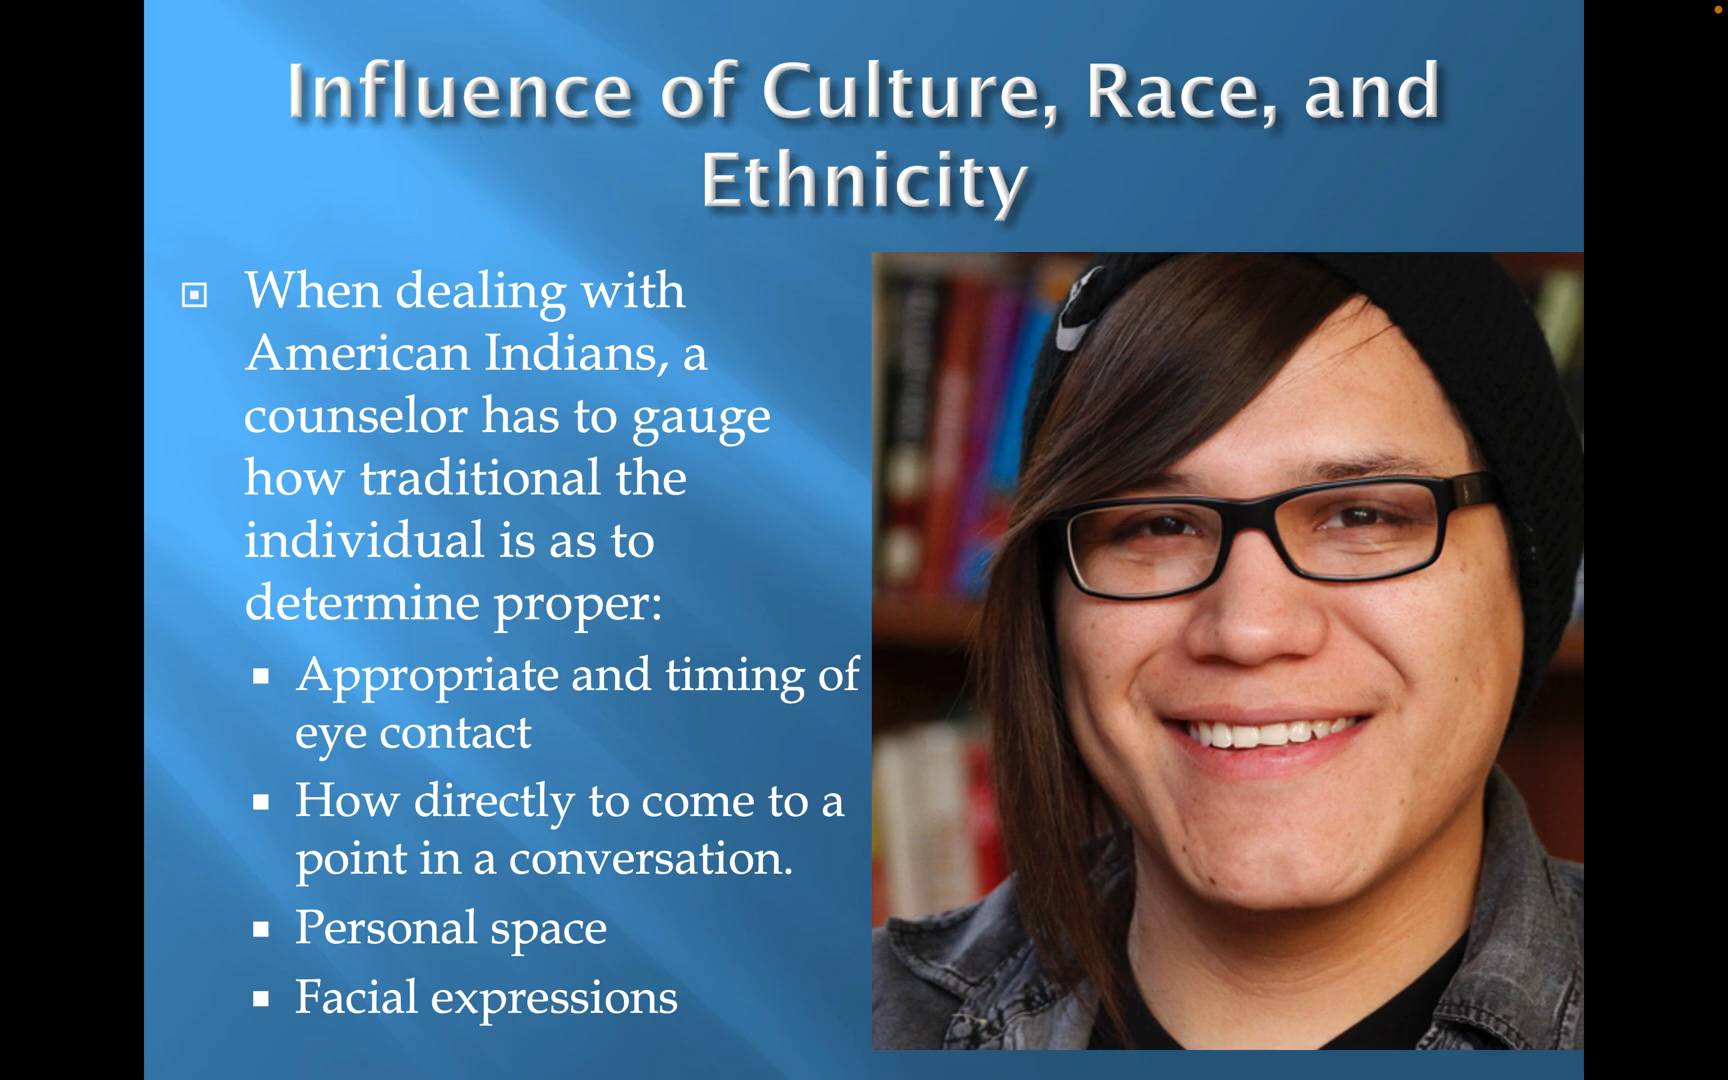 Influence of Culture, Race, and
Ethnicity
When dealing with
American Indians, a
counselor has to gauge
how traditional the
individual is as to
determine proper:
Appropriate and timing of
eye contact
How directly to come to a
point in a conversation.
Personal space
Facial expressions